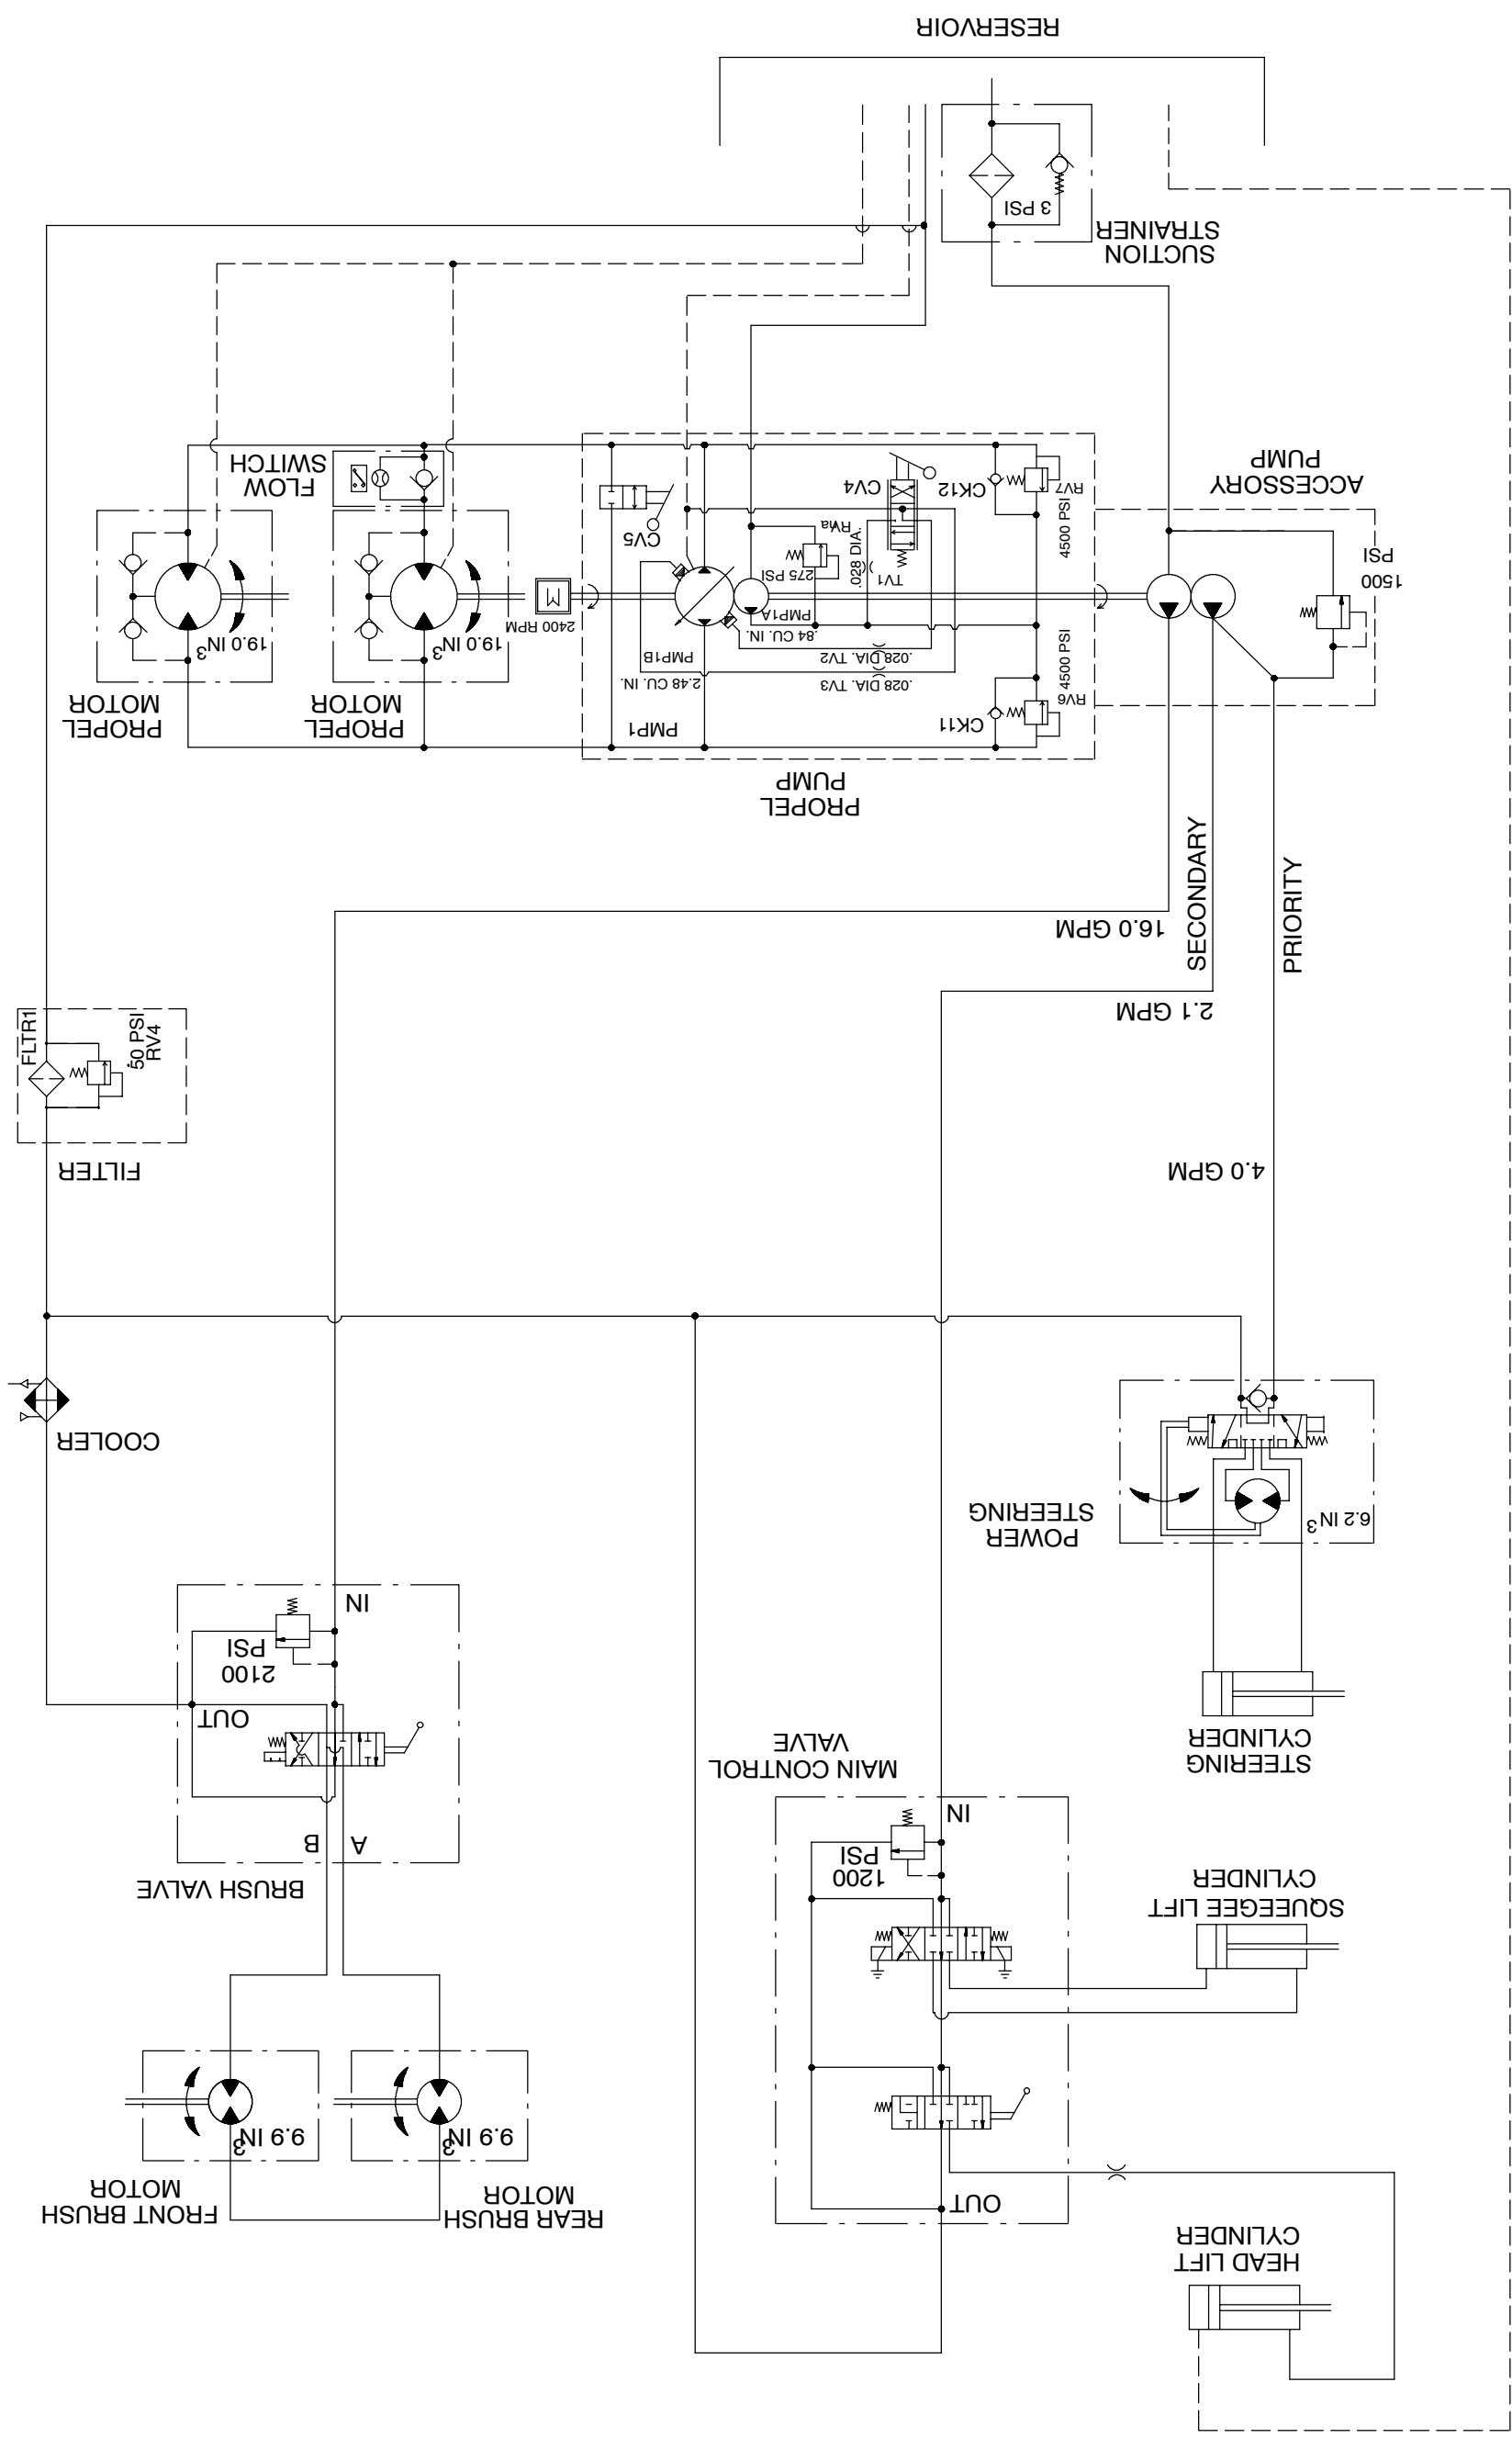 HEAD LIFT
CYLINDER
REAR BRUSH
MOTOR
FRONT BRUSH
MOTOR
OUT
9.9 IN3
9.9 IN3
SQUEEGEE LIFT
CYLINDER
BRUSH VALVE
1200
PSI
A
B
IN
MAIN CONTROL
VALVE
STEERING
CYLINDER
OUT
2100
PSI
IN
POWER
STEERING
6.2 IN3
COOLER
4.0 GPM
FILTER
FLTR1
50 PSI
RV4
2.1 GPM
16.0 GPM
SECONDARY
PRIORITY
PROPEL
PUMP
PROPEL
MOTOR
PROPEL
MOTOR
PMP1
CK11
RV6
4500 PSI
2.48 CU. IN.
PMP1B
.028 DIA. TV3
.028 DIA. TV2
19.0 IN3
19.0 IN3
2400 RPM
.84 CU. IN.
PMP1A
275 PSI
TV1
.028 DIA.
1500
PSI
CV5
CV4
CK12
RV7
4500 PSI
ACCESSORY
PUMP
FLOW
SWITCH
SUCTION
STRAINER
3 PSI
RESERVOIR